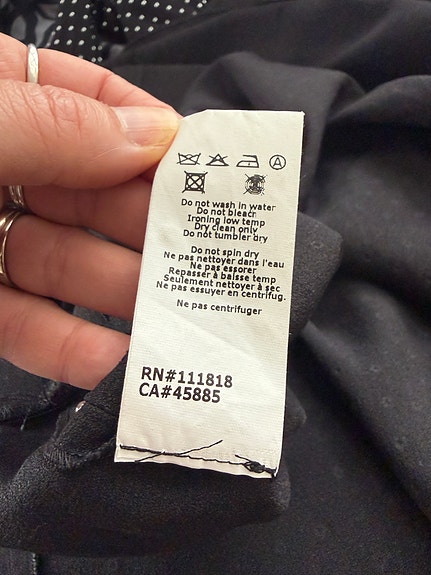 A
Do not wash in water
Do not bleacr
Ironing low temp
Dry clean only
Do not tumbler dry
Do not spin dry
Ne pas nettoyer dans l'eau
Ne pas essorer
Repasser à baisse temp
Seulement nettoyer à sec
Ne pas essuyer en centrifug.
Ne pas centrifuger
RN#111818
CA#45885